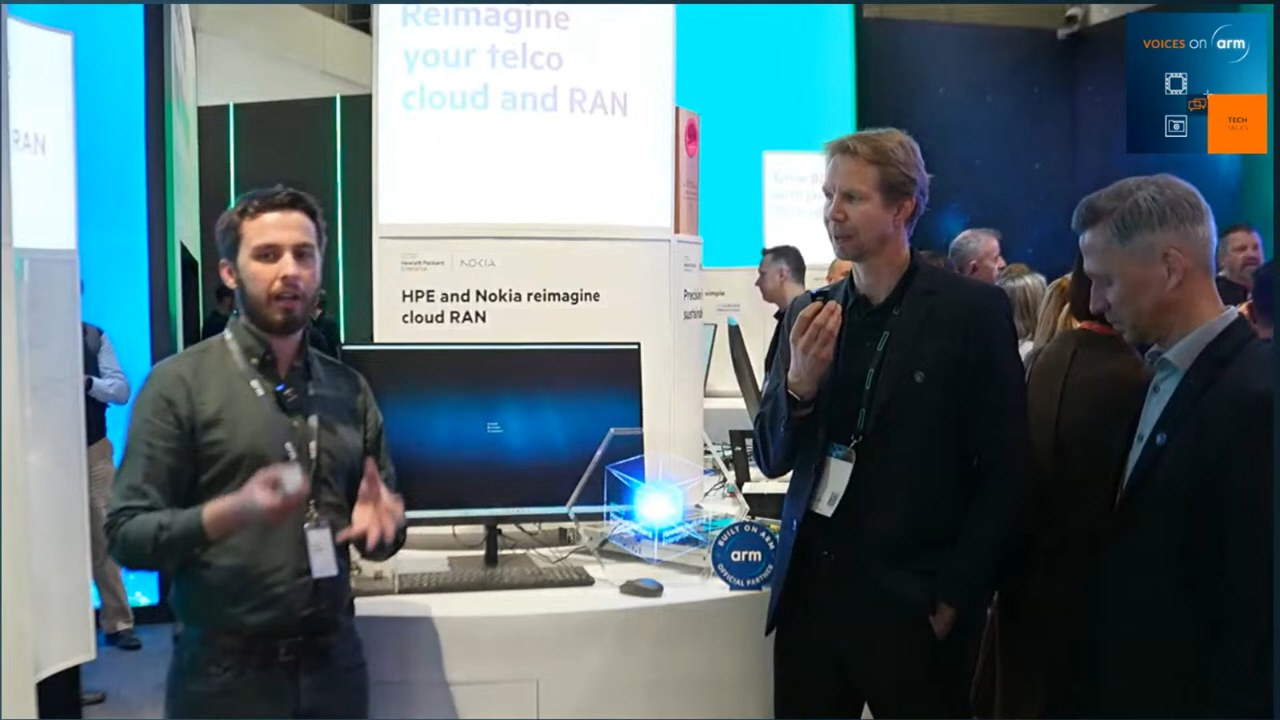 Reimagine
your telco
cloud and RAN
RAN
VOICES on arm
TECH
TALKS
Hewlett Packard
Enterprise
NOKIA
HPE and Nokia reimagine
cloud RAN
BUILT ON ARM
arm
OFFICIAL PARTNER